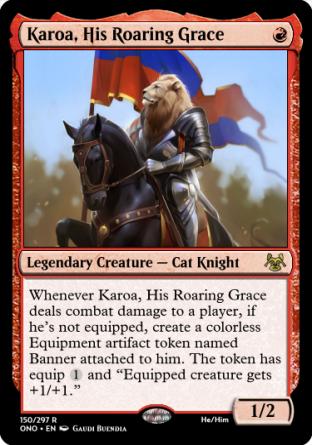 Karoa, His Roaring Grace
Legendary Creature — Cat Knight
Whenever Karoa, His Roaring Grace
deals combat damage to a player, if
he's not equipped, create a colorless
Equipment artifact token named
Banner attached to him. The token has
equip 1 and “Equipped creature gets
+1/+1.”
150/297 R
He/Him
1/2
ONO • EN Gaudi Buendia